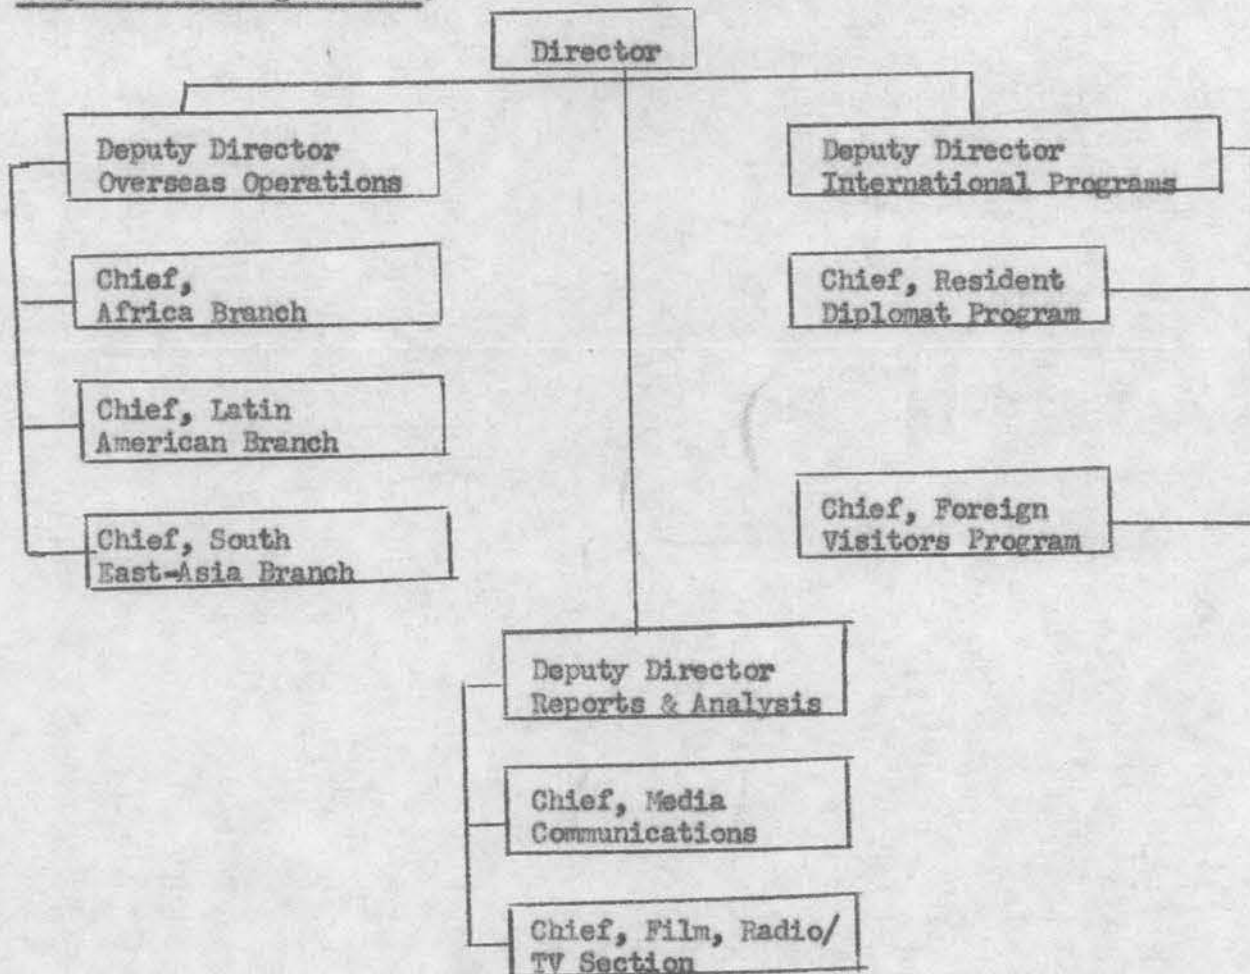 Director
Deputy Director
Overseas Operations
Chief,
Africa Branch
Chief, Latin
American Branch
Chief, South
East-Asia Branch
Deputy Director
International Programs
Chief, Resident
Diplomat Program
Chief, Foreign
Visitors Program
Deputy Director
Reports & Analysis
Chief, Media
Communications
Chief, Film, Radio/
TV Section